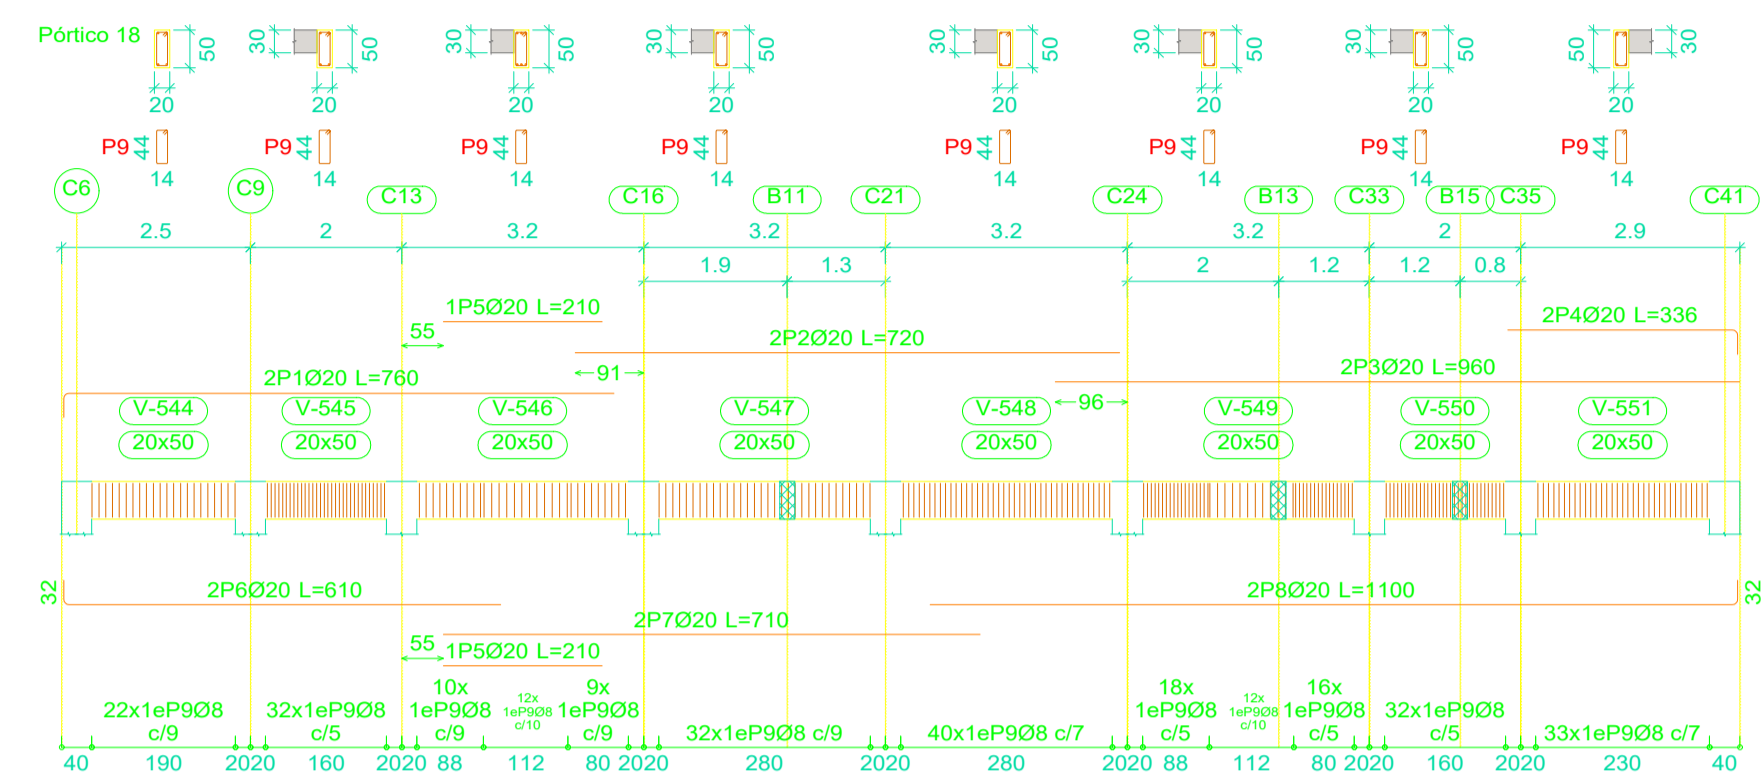 Pórtico 18
50 30 50 30 50 30 50 30 50 30 50 30 50 50 30
20 20 20 20 20 20 20 20
P9 44 P9 44 P9 44 P9 44 P9 44 P9 44 P9 44 P9 44
14 14 14 14 14 14 14 14
C6 C9 C13 C16 B11 C21 C24 B13 C33 B15 C35 C41
2.5 2 3.2 3.2 3.2 3.2 2 2.9
1.9 1.3 2 1.2 1.2 0.8
1P5Ø20 L=210
2P4Ø20 L=336
55
2P2Ø20 L=720
2P3Ø20 L=960
91
2P1Ø20 L=760
96
V-544 V-545 V-546 V-547 V-548 V-549 V-550 V-551
20x50 20x50 20x50 20x50 20x50 20x50 20x50 20x50
32 2P6Ø20 L=610 2P8Ø20 L=1100 32
2P7Ø20 L=710
55
1P5Ø20 L=210
22x1eP9Ø8
c/9
32x1eP9Ø8
c/5
10x
1eP9Ø8
c/9
12x
1eP9Ø8
c/10
9x
1eP9Ø8
c/9
32x1eP9Ø8 c/9
40x1eP9Ø8 c/7
18x
1eP9Ø8
c/5
12x
1eP9Ø8
c/10
16x
1eP9Ø8
c/5
32x1eP9Ø8
c/5
33x1eP9Ø8 c/7
40 190 2020 160 2020 88 112 80 2020 280 2020 280 2020 88 112 80 2020 160 2020 230 40